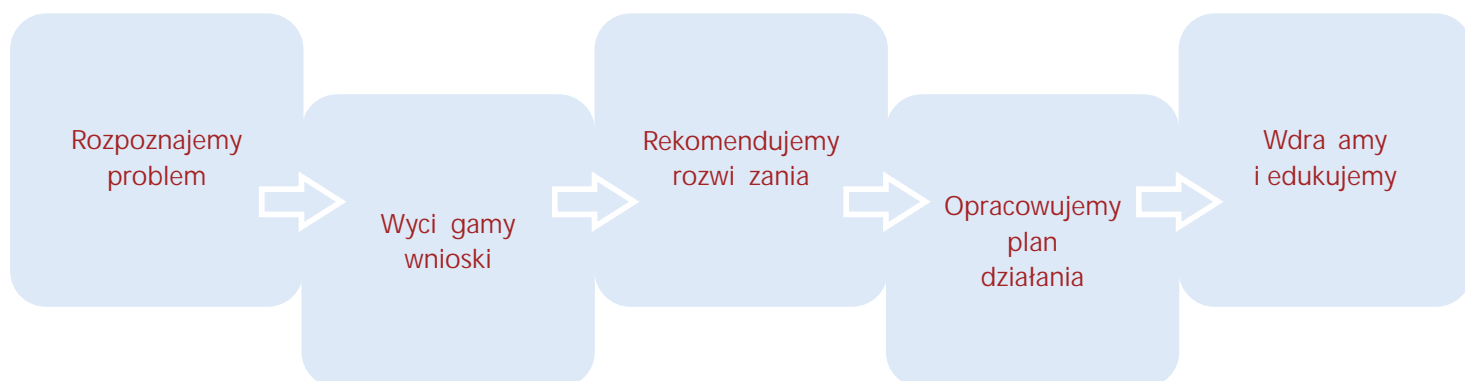 Rozpoznajemy
problem
Wyci gamy
wnioski
Rekomendujemy
rozwi zania
Opracowujemy
plan
działania
Wdra amy
i edukujemy